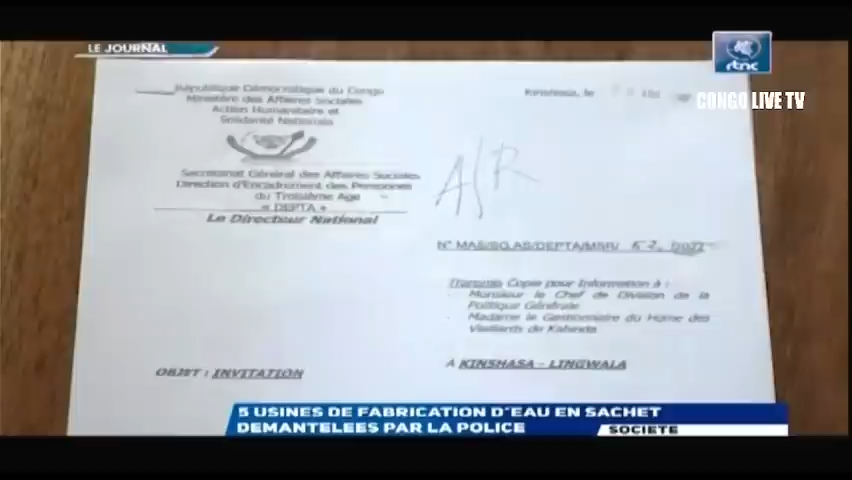 LE JOURNAL
rtnc
CONGO LIVE TV
République Démocratique du Congo
Ministère des Affaires Sociales
Action Humanitaire et
Solidarité Nationale
Secrétariat Général des Affaires Sociales
Direction d'Encadrement des Personnes
du Troisième Age
« DEPTA »
Le Directeur National
Kinshasa, le
A/R
N° MAS/SG.AS/DEPTA/MNR/
Transmis Copie pour Information à :
- Monsieur le Chef de Division de la
Politique Générale
- Madame le Gestionnaire du Home des
Vieillards de Kabinda
A KINSHASA - LINGWALA
OBJET : INVITATION
5 USINES DE FABRICATION D'EAU EN SACHET
DEMANTELEES PAR LA POLICE
SOCIETE